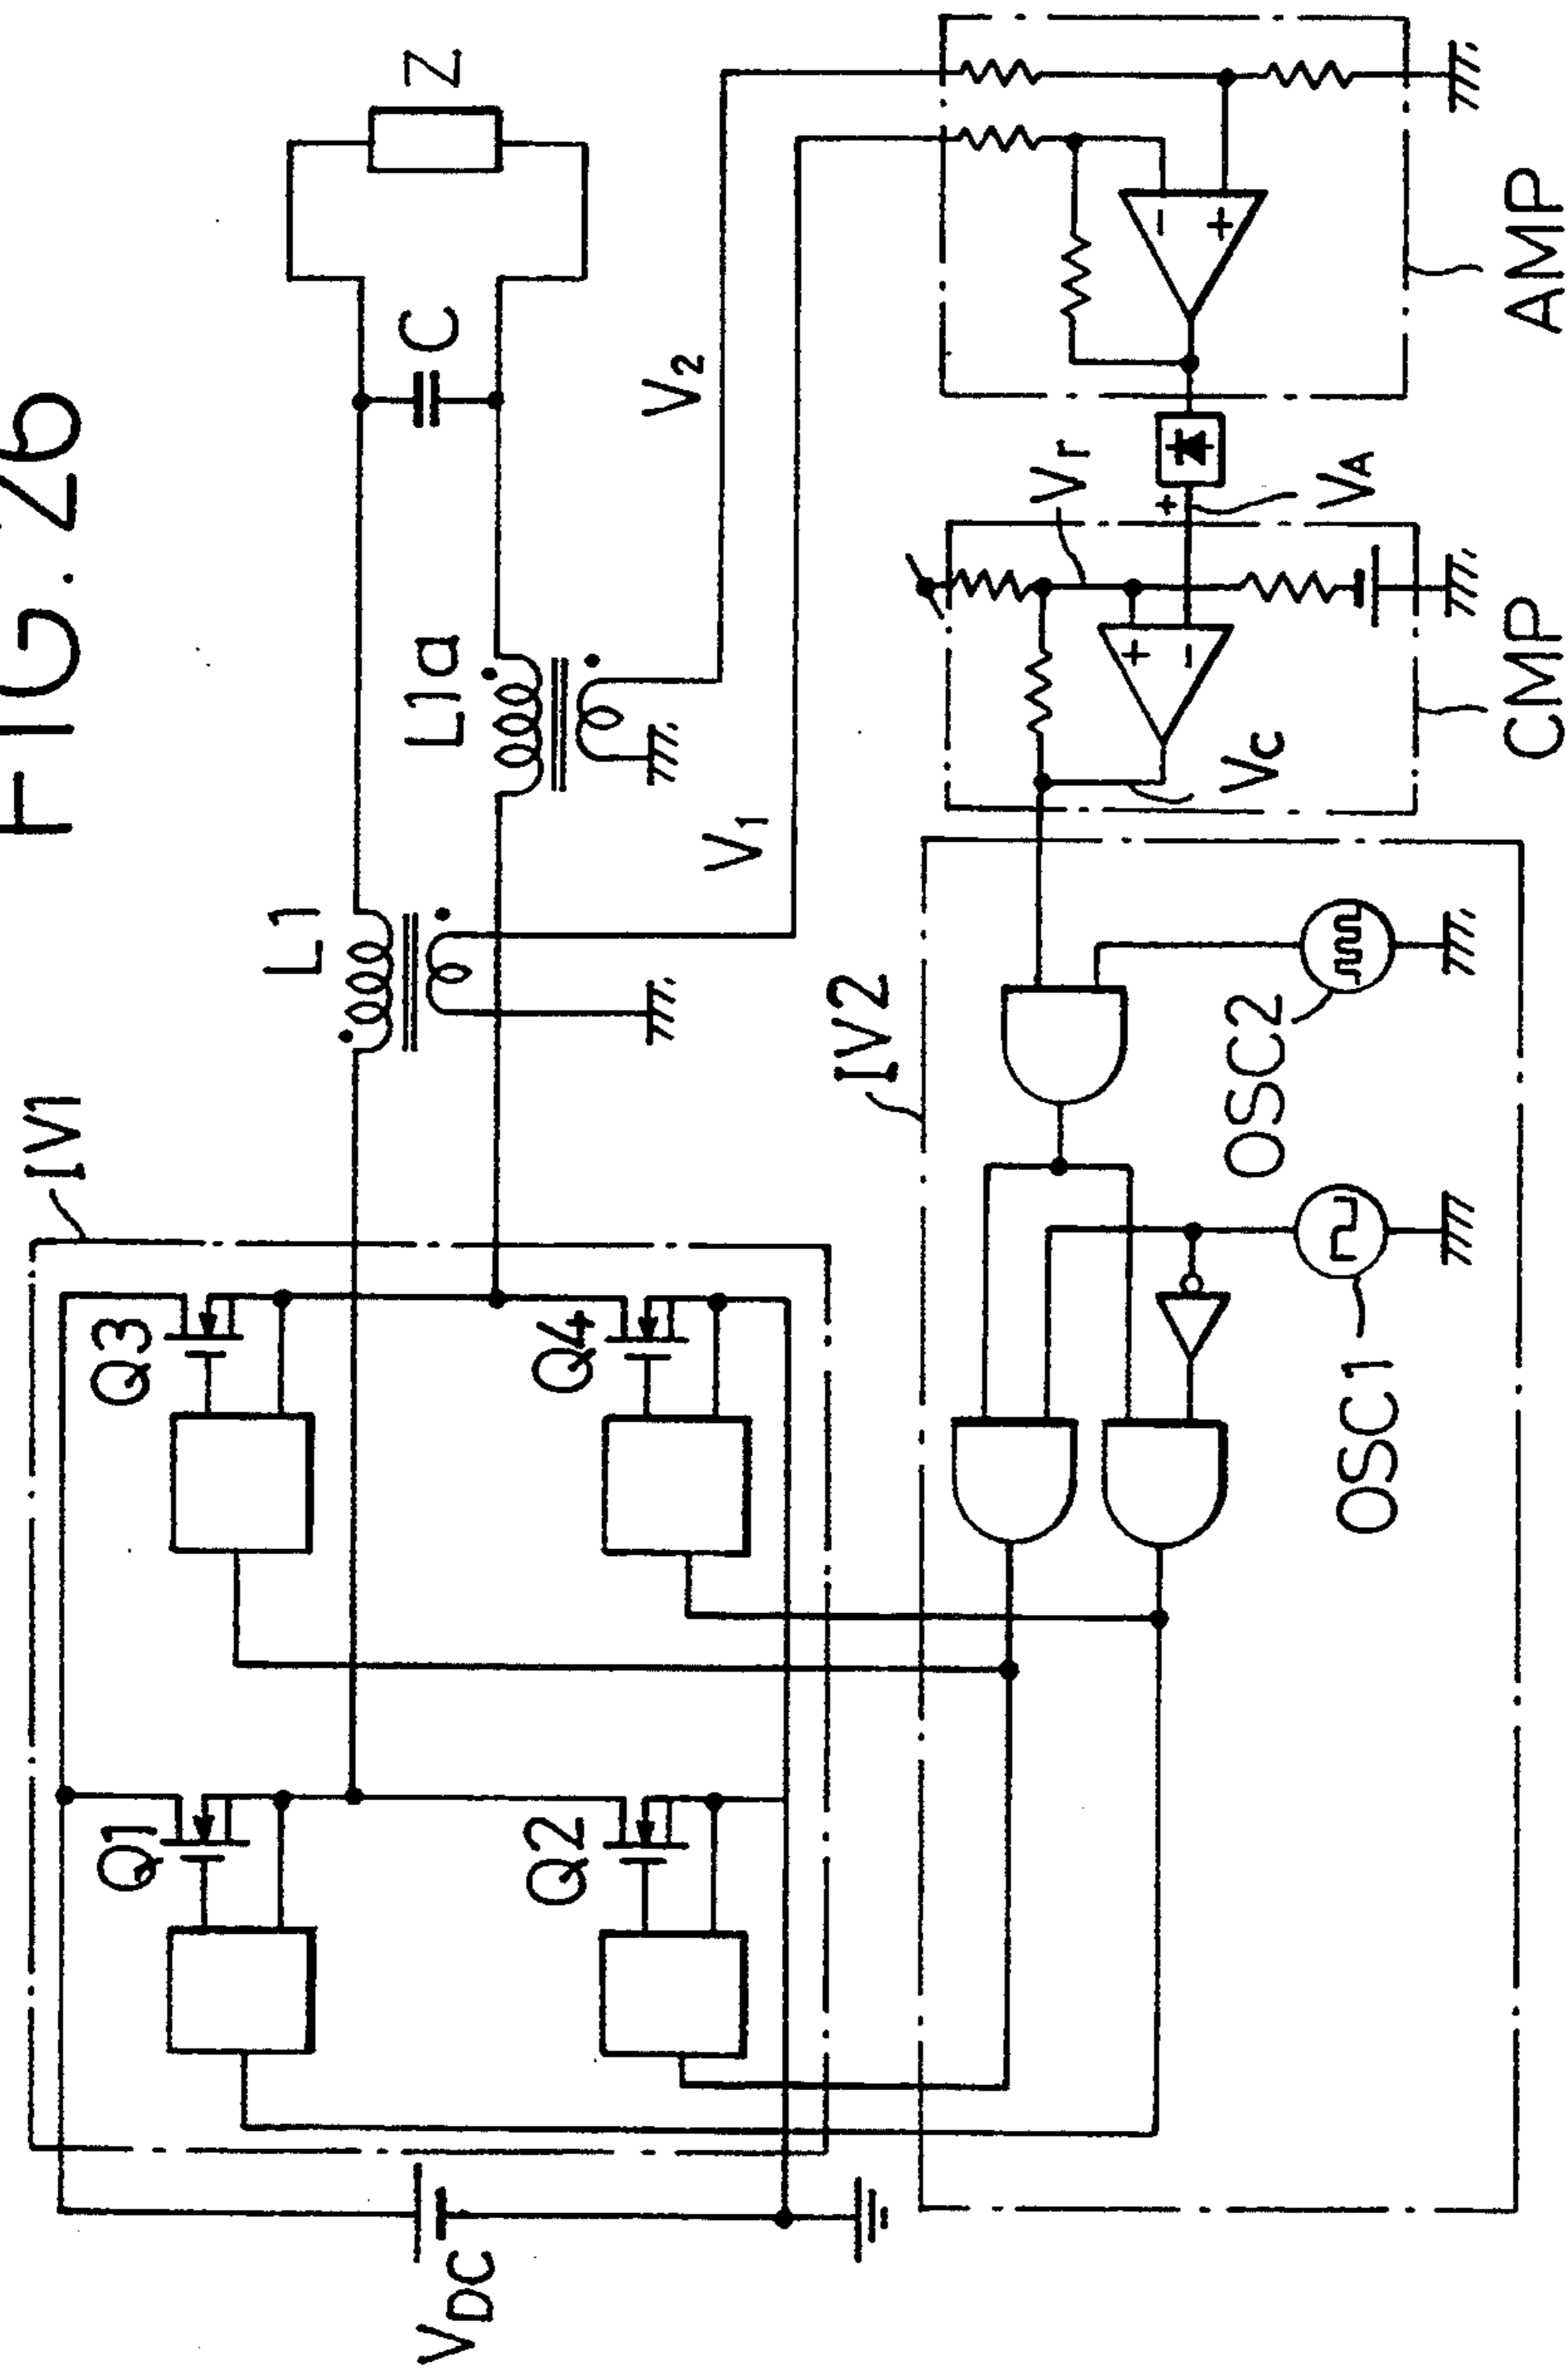 FIG. 26
IV1
VDC
Q1
Q2
Q3
Q4
L1
L1a
C
Z
V1
V2
IV2
OSC1
OSC2
Vr
+
VA
VC
+
−
CMP
−
+
AMP